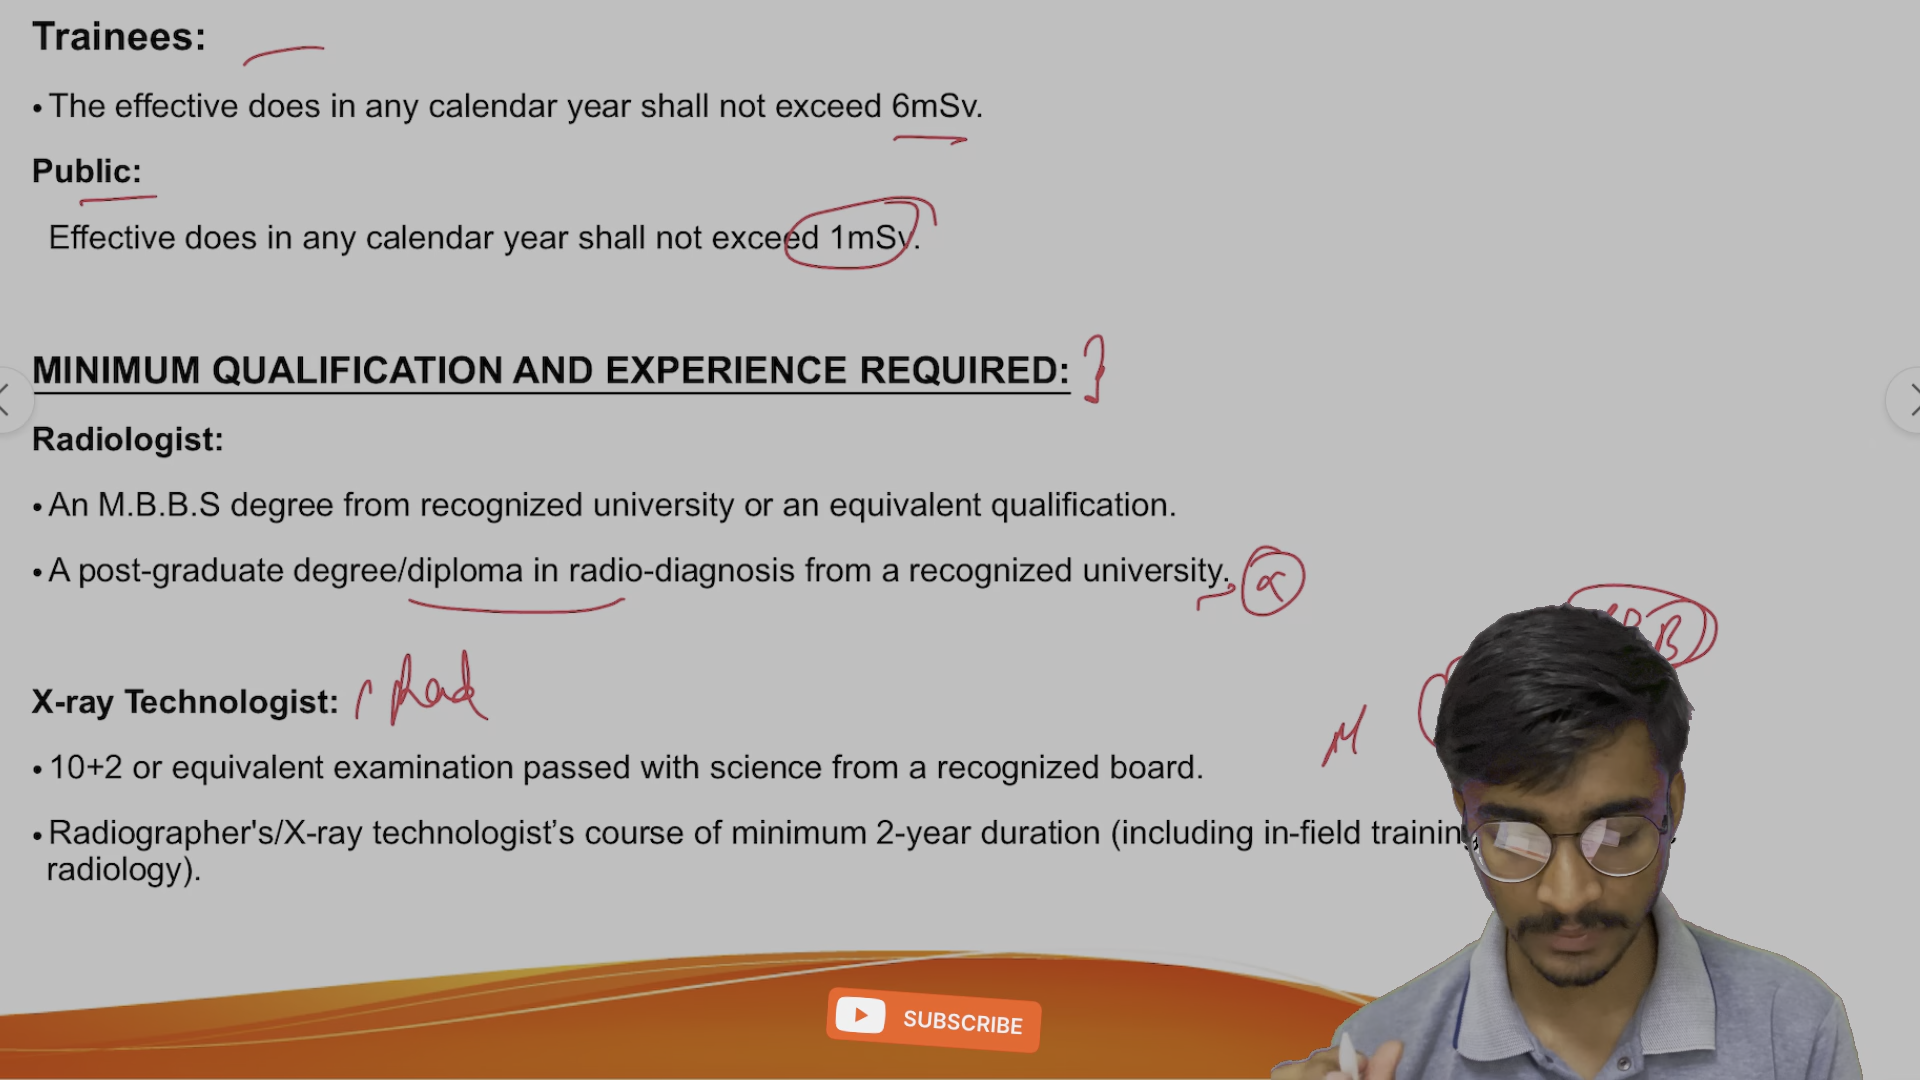 Trainees:
• The effective does in any calendar year shall not exceed 6mSv.
Public:
Effective does in any calendar year shall not exceed 1mSv.
MINIMUM QUALIFICATION AND EXPERIENCE REQUIRED:
Radiologist:
• An M.B.B.S degree from recognized university or an equivalent qualification.
• A post-graduate degree/diploma in radio-diagnosis from a recognized university.
X-ray Technologist: Rad
M
B
• 10+2 or equivalent examination passed with science from a recognized board.
• Radiographer's/X-ray technologist’s course of minimum 2-year duration (including in-field training
radiology).
SUBSCRIBE